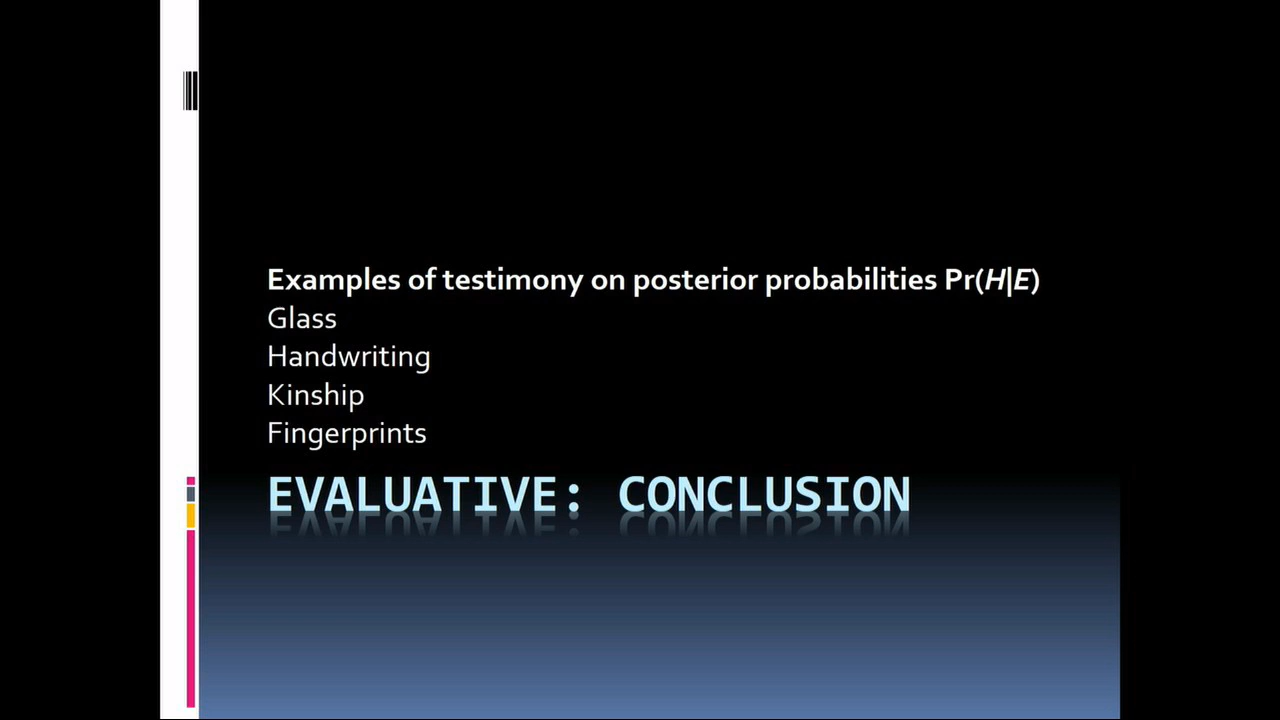 Examples of testimony on posterior probabilities Pr(H|E)
Glass
Handwriting
Kinship
Fingerprints
EVALUATIVE: CONCLUSION